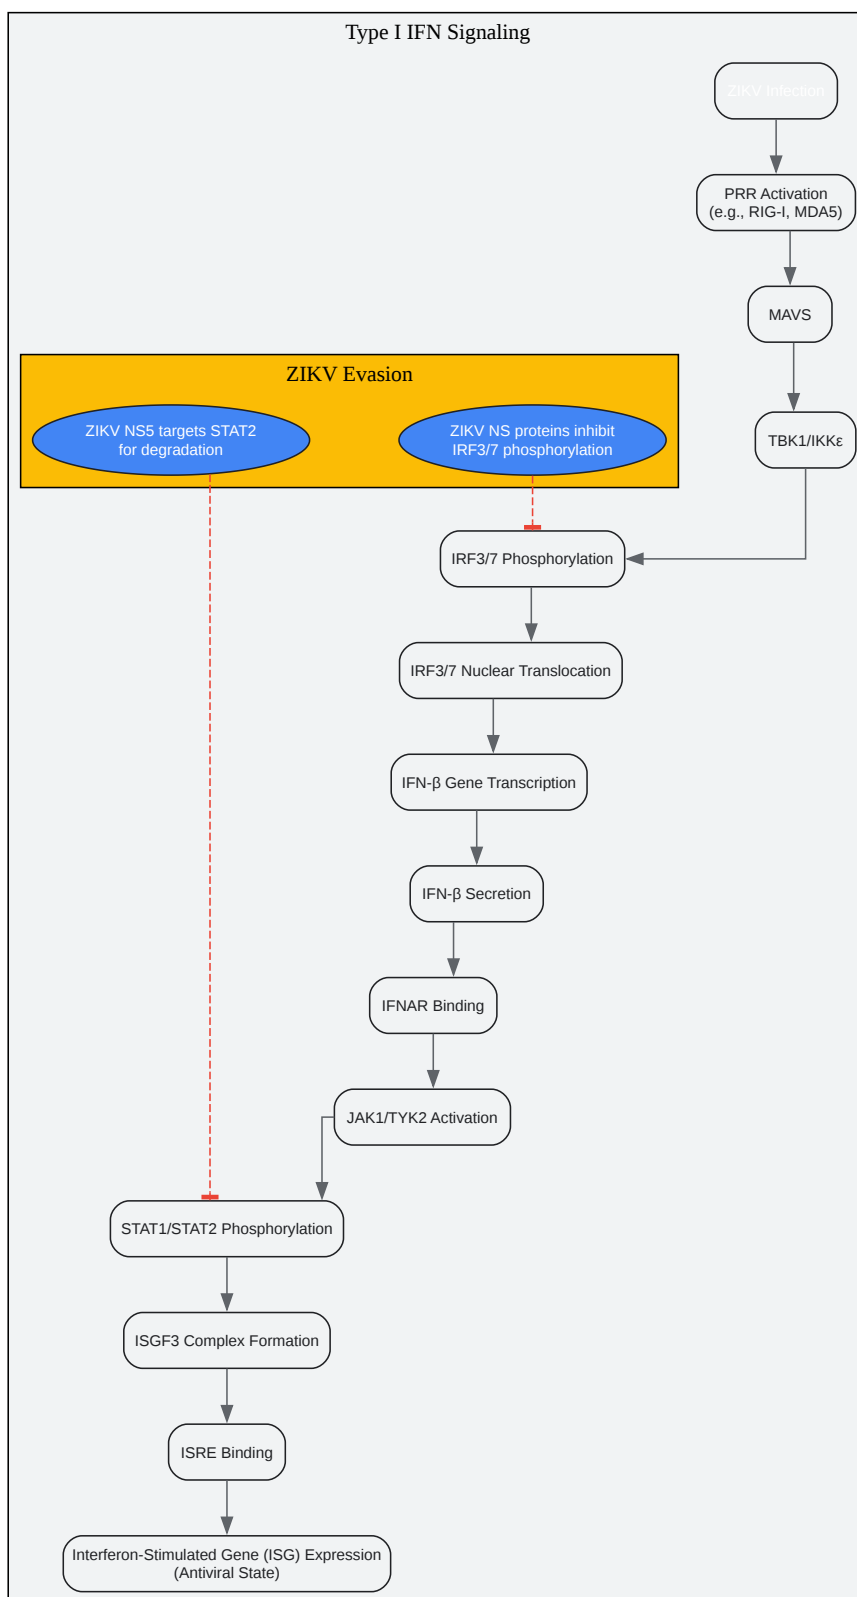 Type I IFN Signaling
ZIKV Infection
PRR Activation
(e.g., RIG-I, MDA5)
MAVS
ZIKV Evasion
ZIKV NS5 targets STAT2
for degradation
ZIKV NS proteins inhibit
IRF3/7 phosphorylation
TBK1/IKKε
IRF3/7 Phosphorylation
IRF3/7 Nuclear Translocation
IFN-β Gene Transcription
IFN-β Secretion
IFNAR Binding
JAK1/TYK2 Activation
STAT1/STAT2 Phosphorylation
ISGF3 Complex Formation
ISRE Binding
Interferon-Stimulated Gene (ISG) Expression
(Antiviral State)